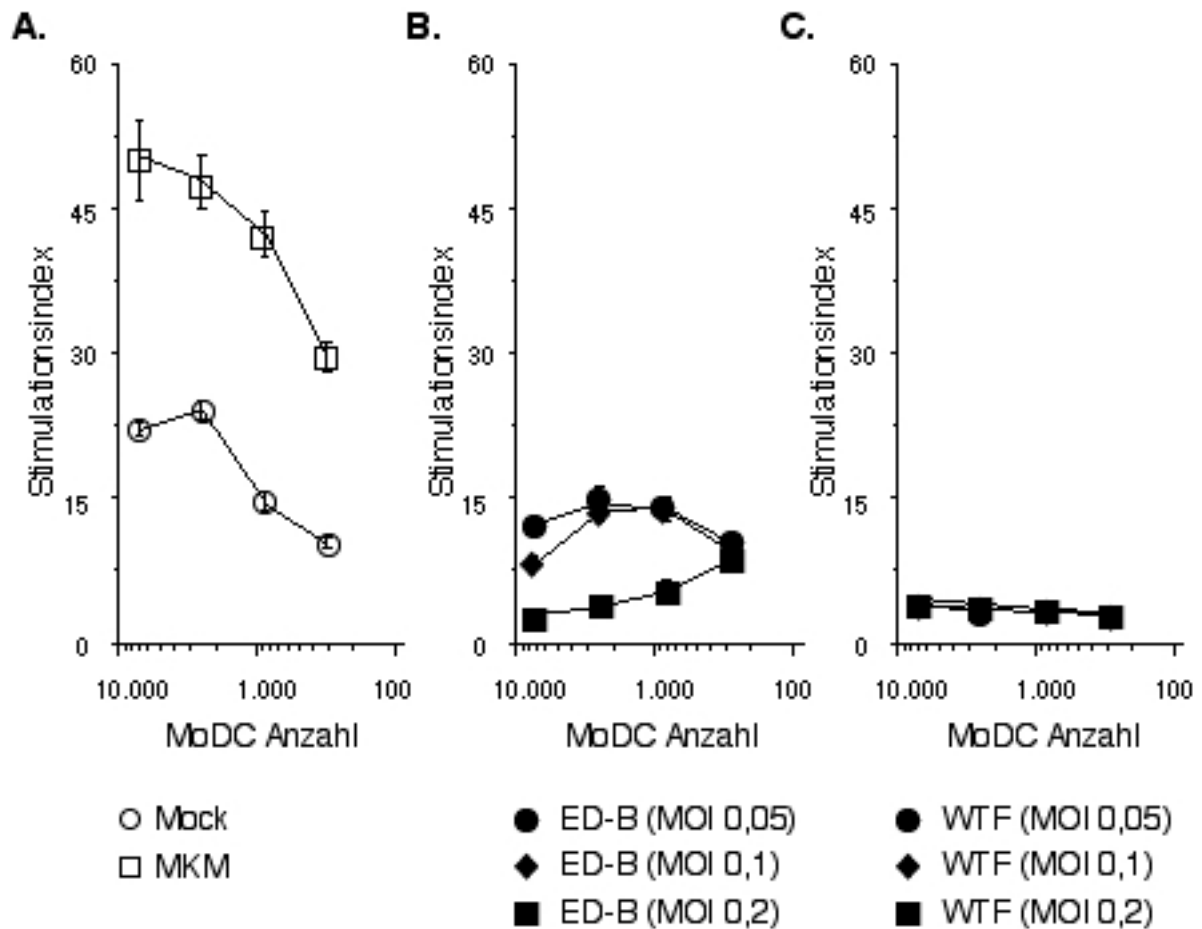 A.
60
45
30
15
0
Stimulationsindex
10.000 1.000 100
MoDC Anzahl
Mock
MKM
B.
60
45
30
15
0
Stimulationsindex
10.000 1.000 100
MoDC Anzahl
ED-B (MOI 0,05)
ED-B (MOI 0,1)
ED-B (MOI 0,2)
C.
60
45
30
15
0
Stimulationsindex
10.000 1.000 100
MoDC Anzahl
WTF (MOI 0,05)
WTF (MOI 0,1)
WTF (MOI 0,2)